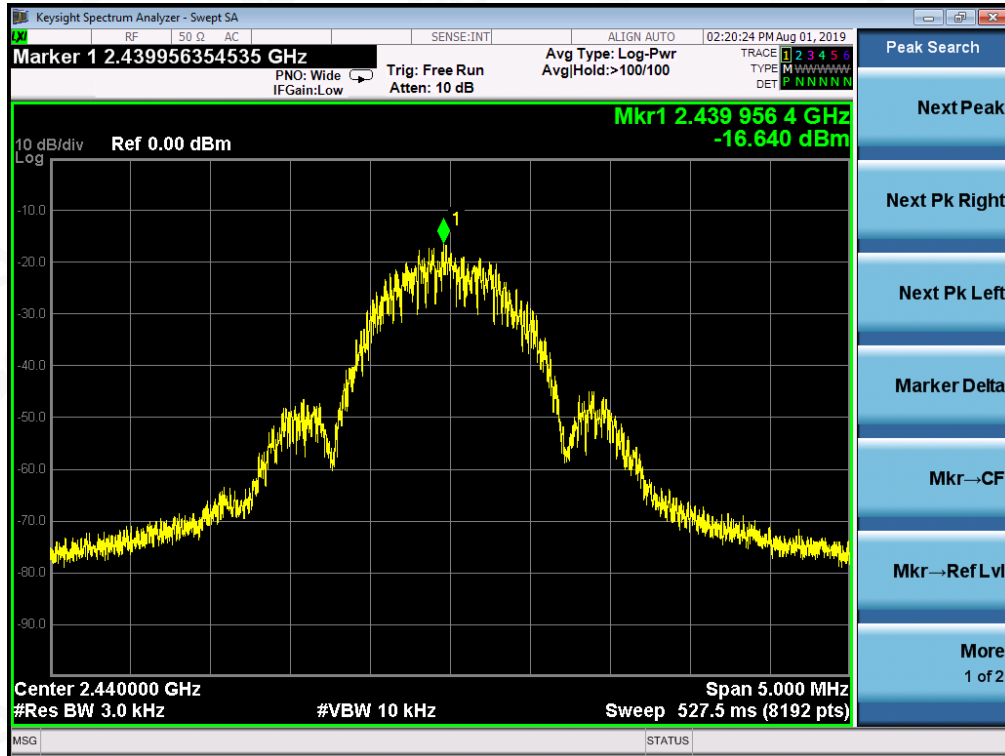 Keysight Spectrum Analyzer - Swept SA
LXI RF 50 Ω AC SENSE:INT ALIGN AUTO 02:20:24 PM Aug 01, 2019
Marker 1 2.439956354535 GHz
PNO: Wide
IFGain:Low
Trig: Free Run
Atten: 10 dB
Avg Type: Log-Pwr
Avg|Hold:>100/100
TRACE 1 2 3 4 5 6
TYPE M W W W W W
DET P N N N N N
Mkr1 2.439 956 4 GHz
-16.640 dBm
10 dB/div Ref 0.00 dBm
Log
1
-10.0
-20.0
-30.0
-40.0
-50.0
-60.0
-70.0
-80.0
-90.0
Center 2.440000 GHz Span 5.000 MHz
#Res BW 3.0 kHz #VBW 10 kHz Sweep 527.5 ms (8192 pts)
MSG STATUS
Peak Search
Next Peak
Next Pk Right
Next Pk Left
Marker Delta
Mkr→CF
Mkr→Ref Lvl
More
1 of 2